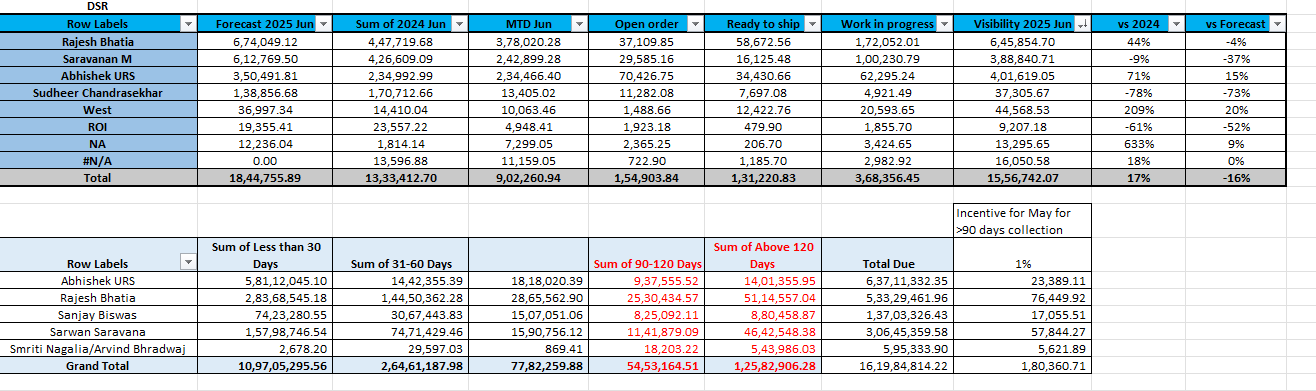 DSR
Row Labels Forecast 2025 Jun Sum of 2024 Jun MTD Jun Open order Ready to ship Work in progress Visibility 2025 Jun vs 2024 vs Forecast
Rajesh Bhatia 6,74,049.12 4,47,719.68 3,78,020.28 37,109.85 58,672.56 1,72,052.01 6,45,854.70 44% -4%
Saravanan M 6,12,769.50 4,26,609.09 2,42,899.28 29,585.16 16,125.48 1,00,230.79 3,88,840.71 -9% -37%
Abhishek URS 3,50,491.81 2,34,992.99 2,34,466.40 70,426.75 34,430.66 62,295.24 4,01,619.05 71% 15%
Sudheer Chandrasekhar 1,38,856.68 1,70,712.66 13,405.02 11,282.08 7,697.08 4,921.49 37,305.67 -78% -73%
West 36,997.34 14,410.04 10,063.46 1,488.66 12,422.76 20,593.65 44,568.53 209% 20%
ROI 19,355.41 23,557.22 4,948.41 1,923.18 479.90 1,855.70 9,207.18 -61% -52%
NA 12,236.04 1,814.14 7,299.05 2,365.25 206.70 3,424.65 13,295.65 633% 9%
#N/A 0.00 13,596.88 11,159.05 722.90 1,185.70 2,982.92 16,050.58 18% 0%
Total 18,44,755.89 13,33,412.70 9,02,260.94 1,54,903.84 1,31,220.83 3,68,356.45 15,56,742.07 17% -16%
Incentive for May for
>90 days collection
Sum of Less than 30 Sum of Above 120
Row Labels Days Sum of 31-60 Days Sum of 90-120 Days Days Total Due 1%
Abhishek URS 5,81,12,045.10 14,42,355.39 18,18,020.39 9,37,555.52 14,01,355.95 6,37,11,332.35 23,389.11
Rajesh Bhatia 2,83,68,545.18 1,44,50,362.28 28,65,562.90 25,30,434.57 51,14,557.04 5,33,29,461.96 76,449.92
Sanjay Biswas 74,23,280.55 30,67,443.83 15,07,051.06 8,25,092.11 8,80,458.87 1,37,03,326.43 17,055.51
Sarwan Saravana 1,57,98,746.54 74,71,429.46 15,90,756.12 11,41,879.09 46,42,548.38 3,06,45,359.58 57,844.27
Smriti Nagalia/Arvind Bhradwaj 2,678.20 29,597.03 869.41 18,203.22 5,43,986.03 5,95,333.90 5,621.89
Grand Total 10,97,05,295.56 2,64,61,187.98 77,82,259.88 54,53,164.51 1,25,82,906.28 16,19,84,814.22 1,80,360.71